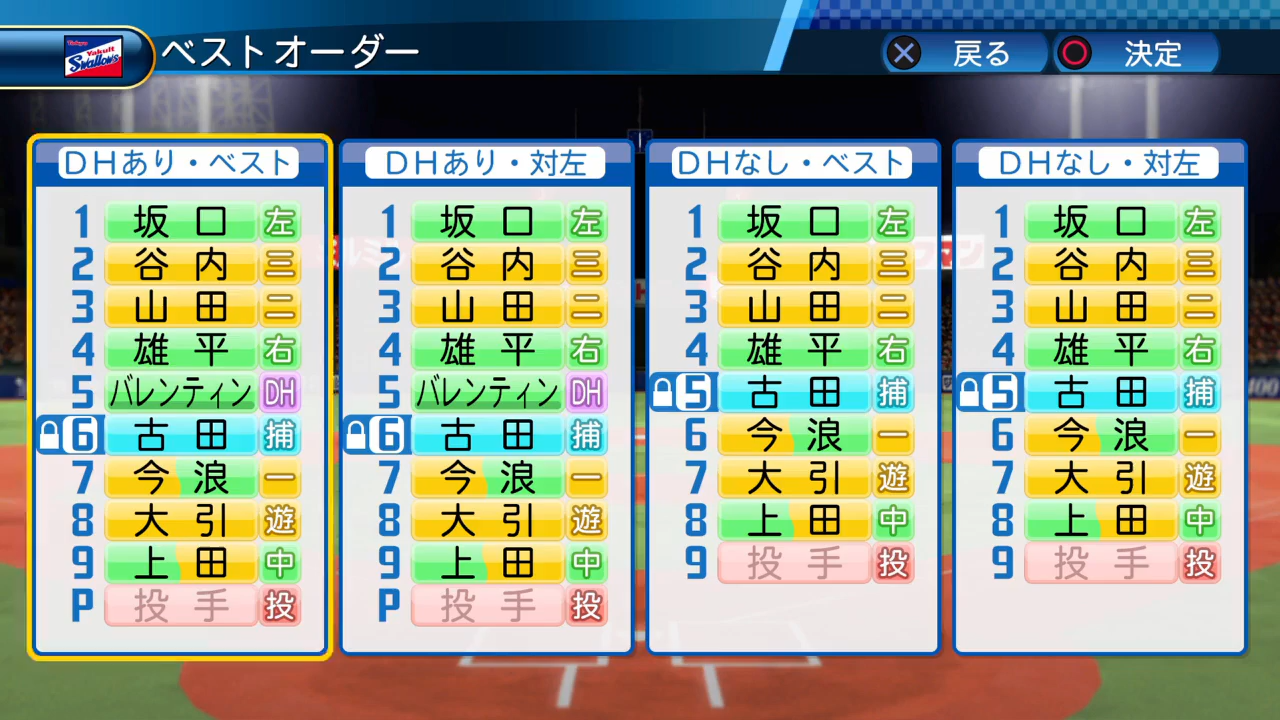 Tokyo Yakult Swallows
ベストオーダー
戻る
決定
DHあり・ベスト
1 坂口 左
2 谷内 三
3 山田 二
4 雄平 右
5 バレンティン DH
6 古田 捕
7 今浪 一
8 大引 遊
9 上田 中
P 投手 投
DHあり・対左
1 坂口 左
2 谷内 三
3 山田 二
4 雄平 右
5 バレンティン DH
6 古田 捕
7 今浪 一
8 大引 遊
9 上田 中
P 投手 投
DHなし・ベスト
1 坂口 左
2 谷内 三
3 山田 二
4 雄平 右
5 古田 捕
6 今浪 一
7 大引 遊
8 上田 中
9 投手 投
DHなし・対左
1 坂口 左
2 谷内 三
3 山田 二
4 雄平 右
5 古田 捕
6 今浪 一
7 大引 遊
8 上田 中
9 投手 投